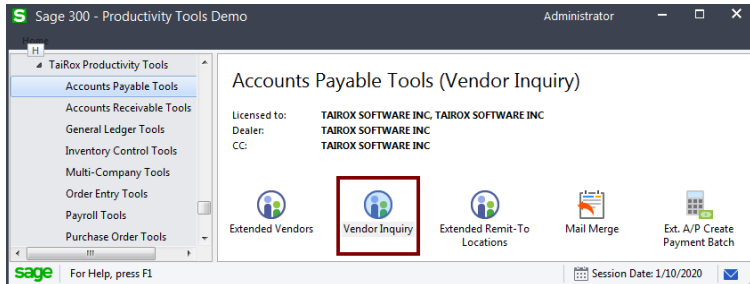 S Sage 300 - Productivity Tools Demo
Administrator
Home
H
TaiRox Productivity Tools
Accounts Payable Tools
Accounts Receivable Tools
General Ledger Tools
Inventory Control Tools
Multi-Company Tools
Order Entry Tools
Payroll Tools
Purchase Order Tools
Accounts Payable Tools (Vendor Inquiry)
Licensed to: TAIROX SOFTWARE INC, TAIROX SOFTWARE INC
Dealer: TAIROX SOFTWARE INC
CC: TAIROX SOFTWARE INC
Extended Vendors
Vendor Inquiry
Extended Remit-To
Locations
Mail Merge
Ext. A/P Create
Payment Batch
sage For Help, press F1
Session Date: 1/10/2020